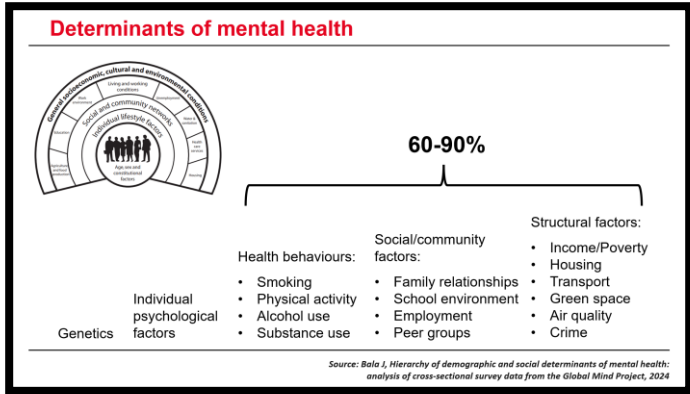 Determinants of mental health
General socioeconomic, cultural and environmental conditions
Living and working
conditions
Work
environment
Unemployment
Education
Water &
sanitation
Health
care
services
Agriculture
and food
production
Housing
Social and community networks
Individual lifestyle factors
Age, sex and
constitutional
factors
60-90%
Genetics
Individual
psychological
factors
Health behaviours:
• Smoking
• Physical activity
• Alcohol use
• Substance use
Social/community
factors:
• Family relationships
• School environment
• Employment
• Peer groups
Structural factors:
• Income/Poverty
• Housing
• Transport
• Green space
• Air quality
• Crime
Source: Bala J, Hierarchy of demographic and social determinants of mental health:
analysis of cross-sectional survey data from the Global Mind Project, 2024